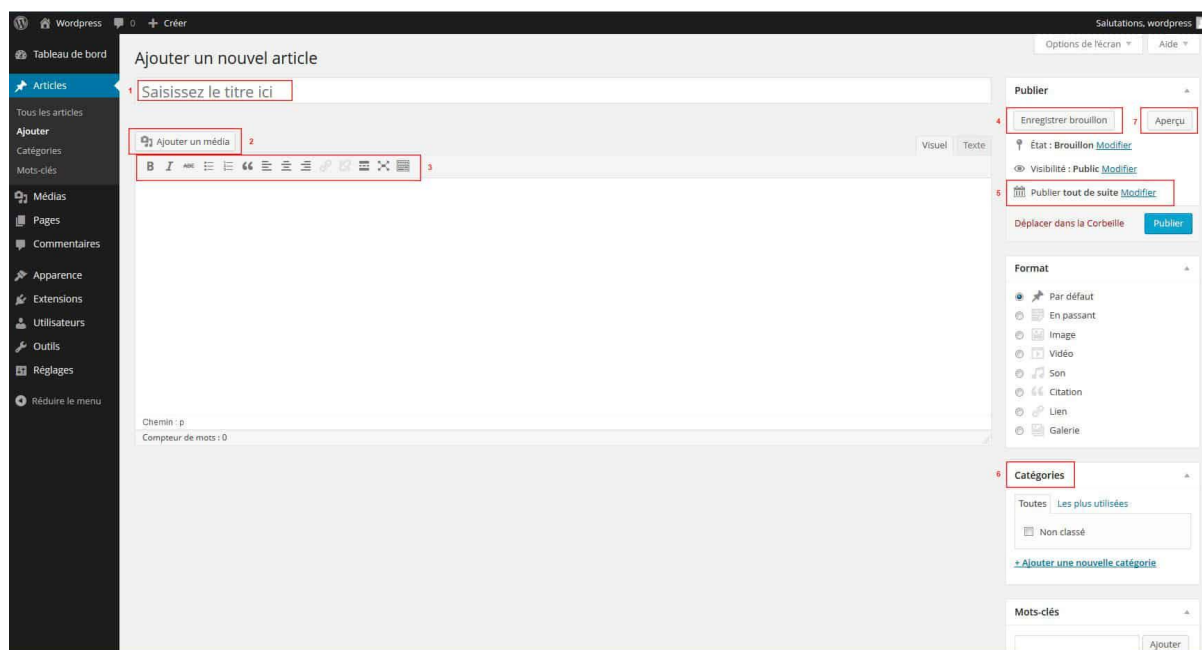 Wordpress 0 + Créer
Salutations, wordpress
Options de l'écran Aide
Tableau de bord
Articles
Tous les articles
Ajouter
Catégories
Mots-clés
Médias
Pages
Commentaires
Apparence
Extensions
Utilisateurs
Outils
Réglages
Réduire le menu
Ajouter un nouvel article
1 Saisissez le titre ici
Ajouter un média 2
Visuel Texte
B I ABC 3
Chemin : p
Compteur de mots : 0
Publier
4 Enregistrer brouillon 7 Aperçu
État : Brouillon Modifier
Visibilité : Public Modifier
5 Publier tout de suite Modifier
Déplacer dans la Corbeille Publier
Format
Par défaut
En passant
Image
Vidéo
Son
Citation
Lien
Galerie
6 Catégories
Toutes Les plus utilisées
Non classé
+ Ajouter une nouvelle catégorie
Mots-clés
Ajouter